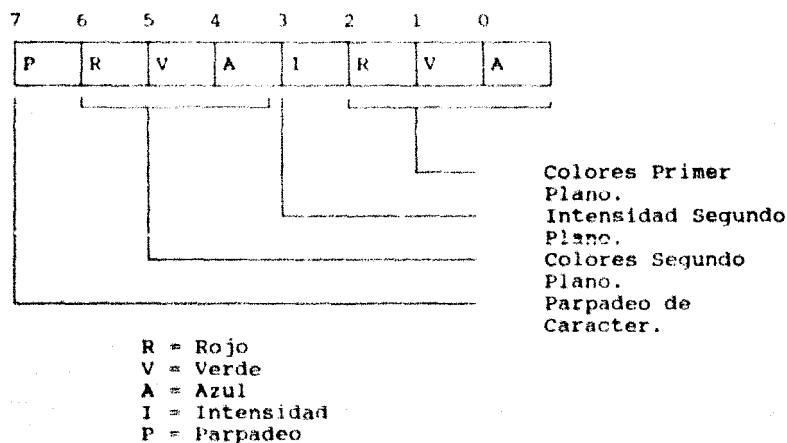 7 6 5 4 3 2 1 0
P R V A I R V A
Colores Primer
Plano.
Intensidad Segundo
Plano.
Colores Segundo
Plano.
Parpadeo de
Caracter.
R = Rojo
V = Verde
A = Azul
I = Intensidad
P = Parpadeo